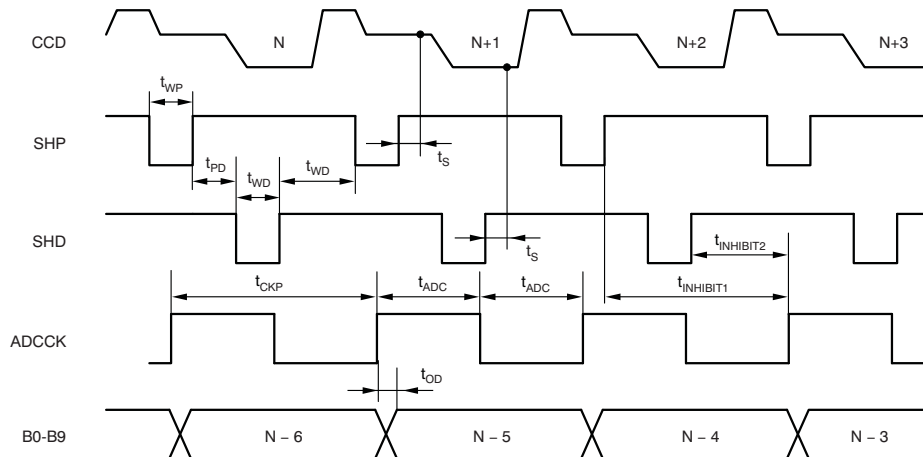 CCD N N+1 N+2 N+3
tWP
SHP
tS
tPD tWD tWD
SHD
tS tINHIBIT2
tCKP tADC tADC tINHIBIT1
ADCCK
tOD
B0-B9 N – 6 N – 5 N – 4 N – 3